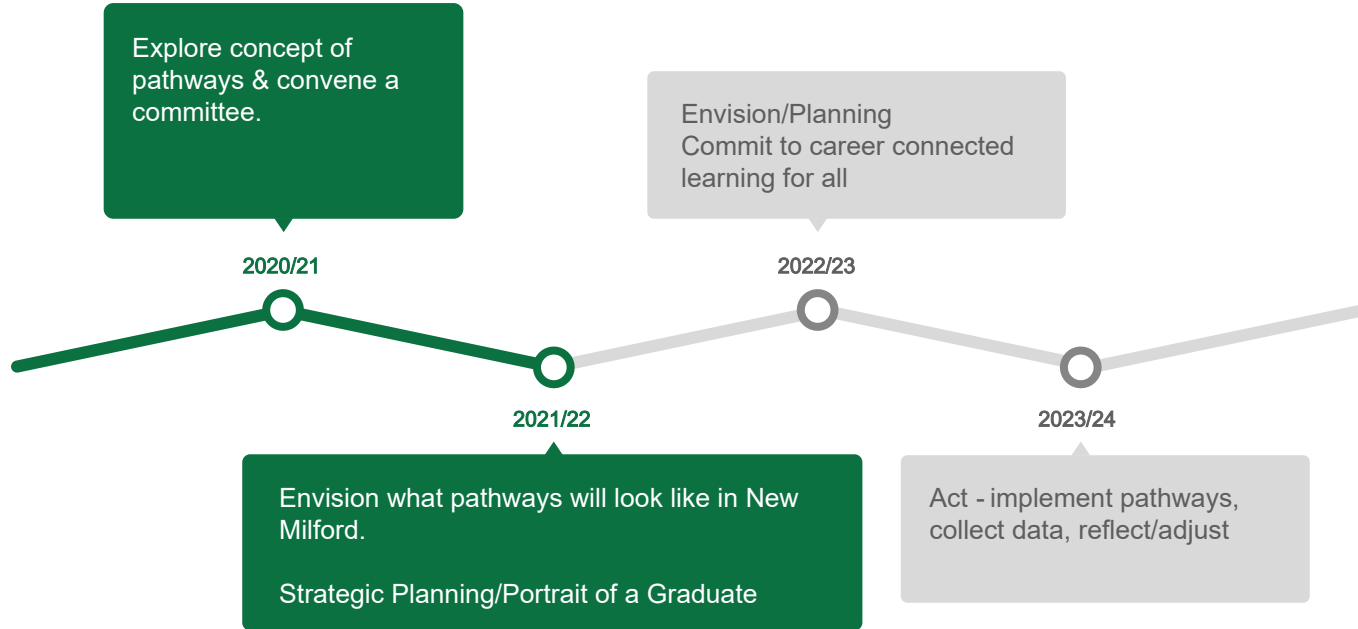 Explore concept of
pathways & convene a
committee.
2020/21
Envision what pathways will look like in New
Milford.
Strategic Planning/Portrait of a Graduate
2021/22
Envision/Planning
Commit to career connected
learning for all
2022/23
Act - implement pathways,
collect data, reflect/adjust
2023/24